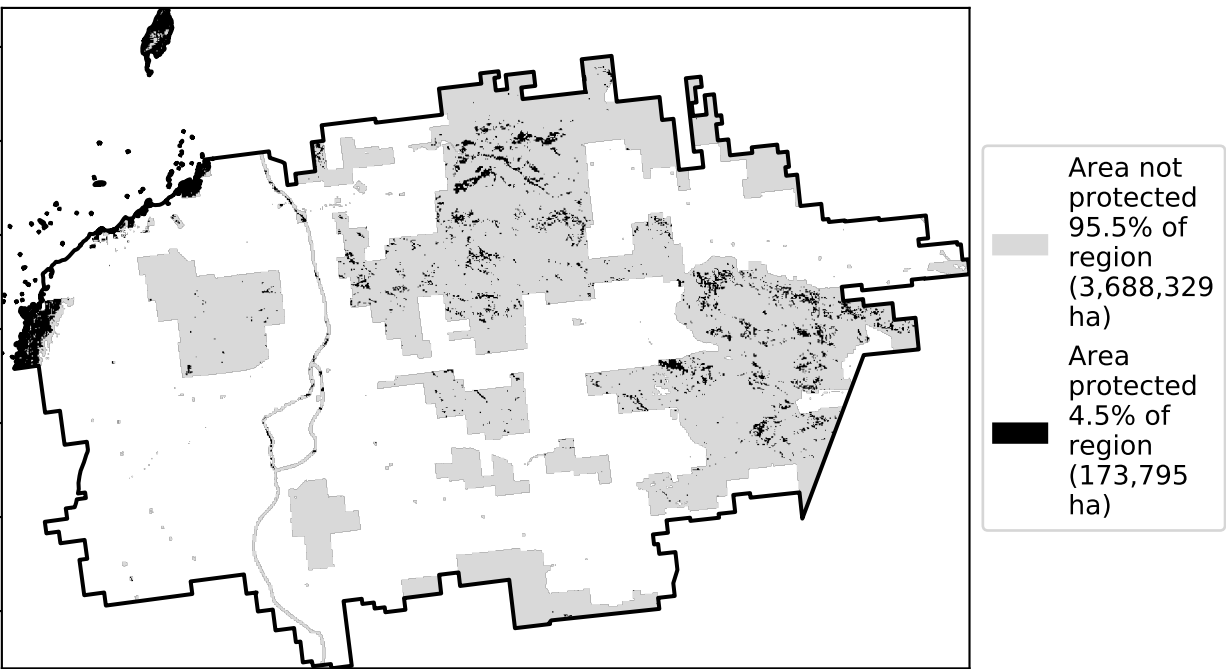 Area not
protected
95.5% of
region
(3,688,329
ha)
Area
protected
4.5% of
region
(173,795
ha)